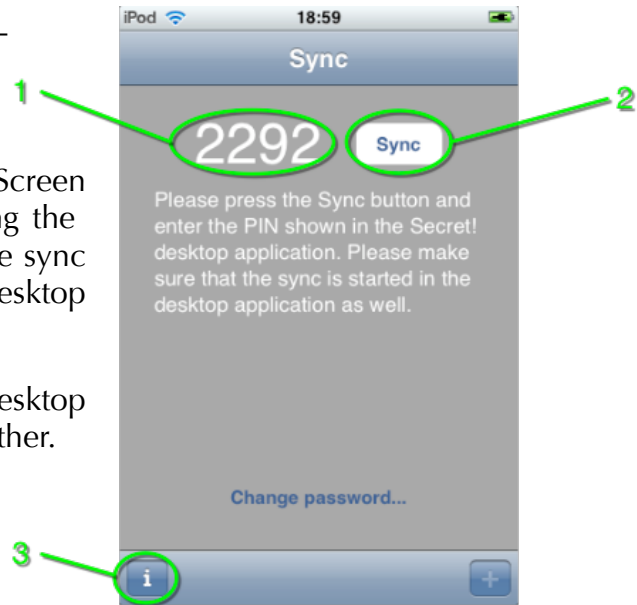 iPod 18:59
Sync
1
2
2292 Sync
Screen
g the
e sync
esktop
Please press the Sync button and
enter the PIN shown in the Secret!
desktop application. Please make
sure that the sync is started in the
desktop application as well.
esktop
ther.
Change password...
3
i +